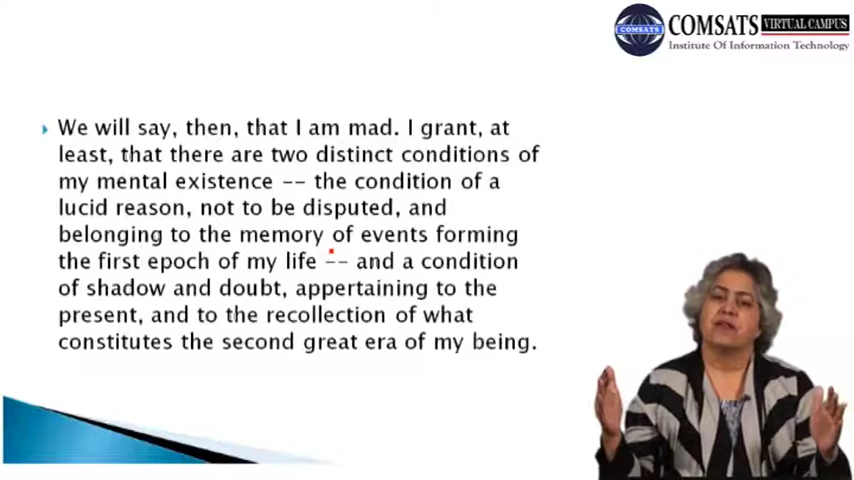 COMSATS VIRTUAL CAMPUS
COMSATS
Institute Of Information Technology
We will say, then, that I am mad. I grant, at
least, that there are two distinct conditions of
my mental existence -- the condition of a
lucid reason, not to be disputed, and
belonging to the memory of events forming
the first epoch of my life -- and a condition
of shadow and doubt, appertaining to the
present, and to the recollection of what
constitutes the second great era of my being.